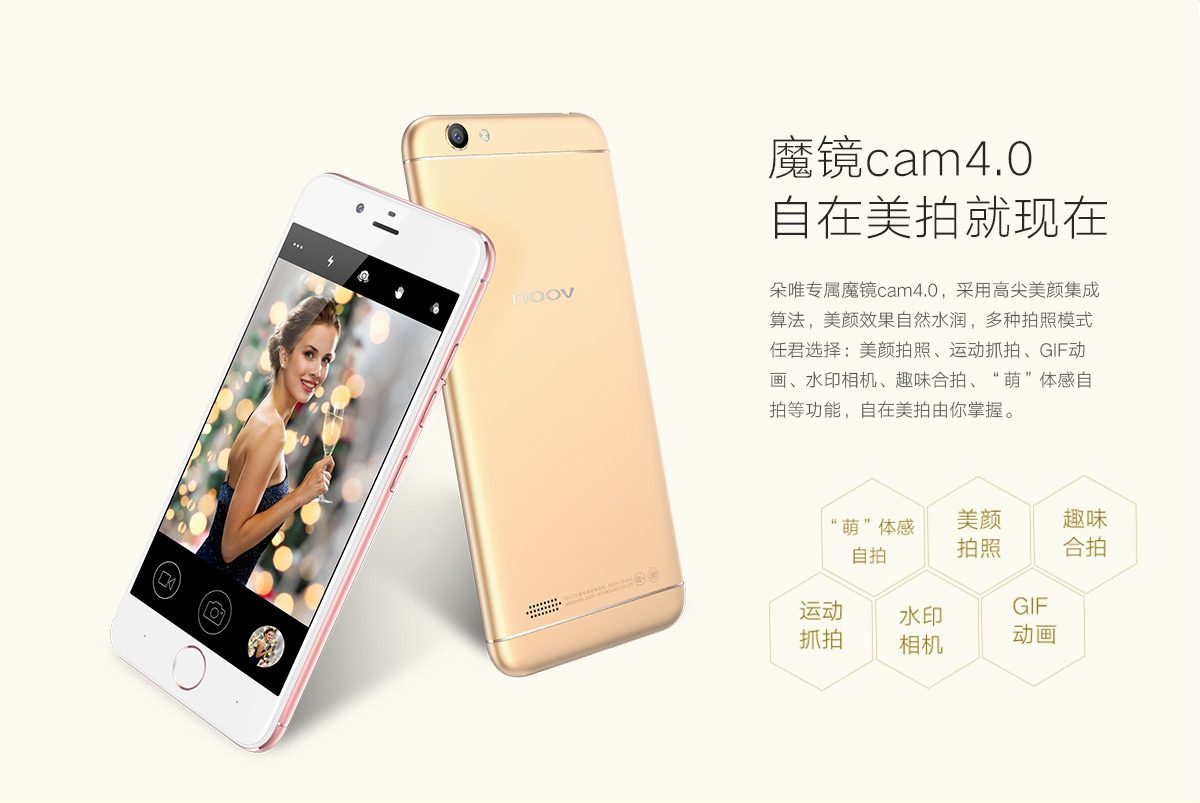 魔镜cam4.0
自在美拍就现在
朵唯专属魔镜cam4.0，采用高尖美颜集成
算法，美颜效果自然水润，多种拍照模式
任君选择：美颜拍照、运动抓拍、GIF动
画、水印相机、趣味合拍、“萌”体感自
拍等功能，自在美拍由你掌握。
DOOV
“萌”体感
自拍
美颜
拍照
趣味
合拍
运动
抓拍
水印
相机
GIF
动画